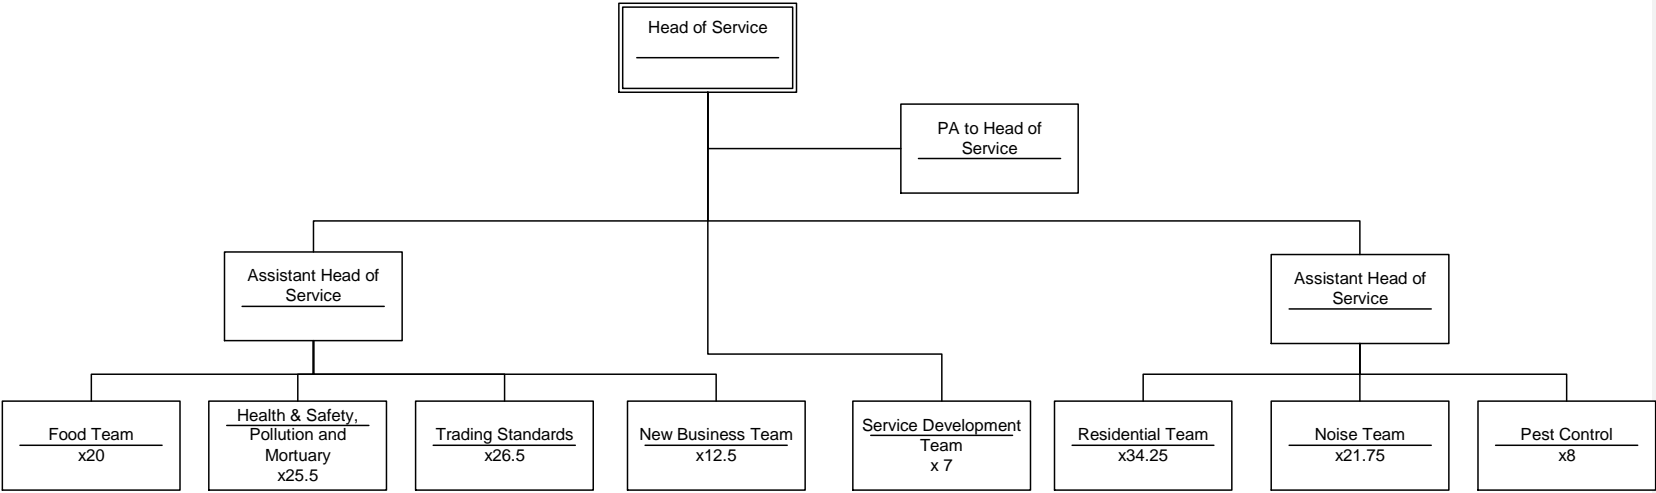 Head of Service
PA to Head of
Service
Assistant Head of
Service
Assistant Head of
Service
Food Team
x20
Health & Safety,
Pollution and
Mortuary
x25.5
Trading Standards
x26.5
New Business Team
x12.5
Service Development
Team
x 7
Residential Team
x34.25
Noise Team
x21.75
Pest Control
x8